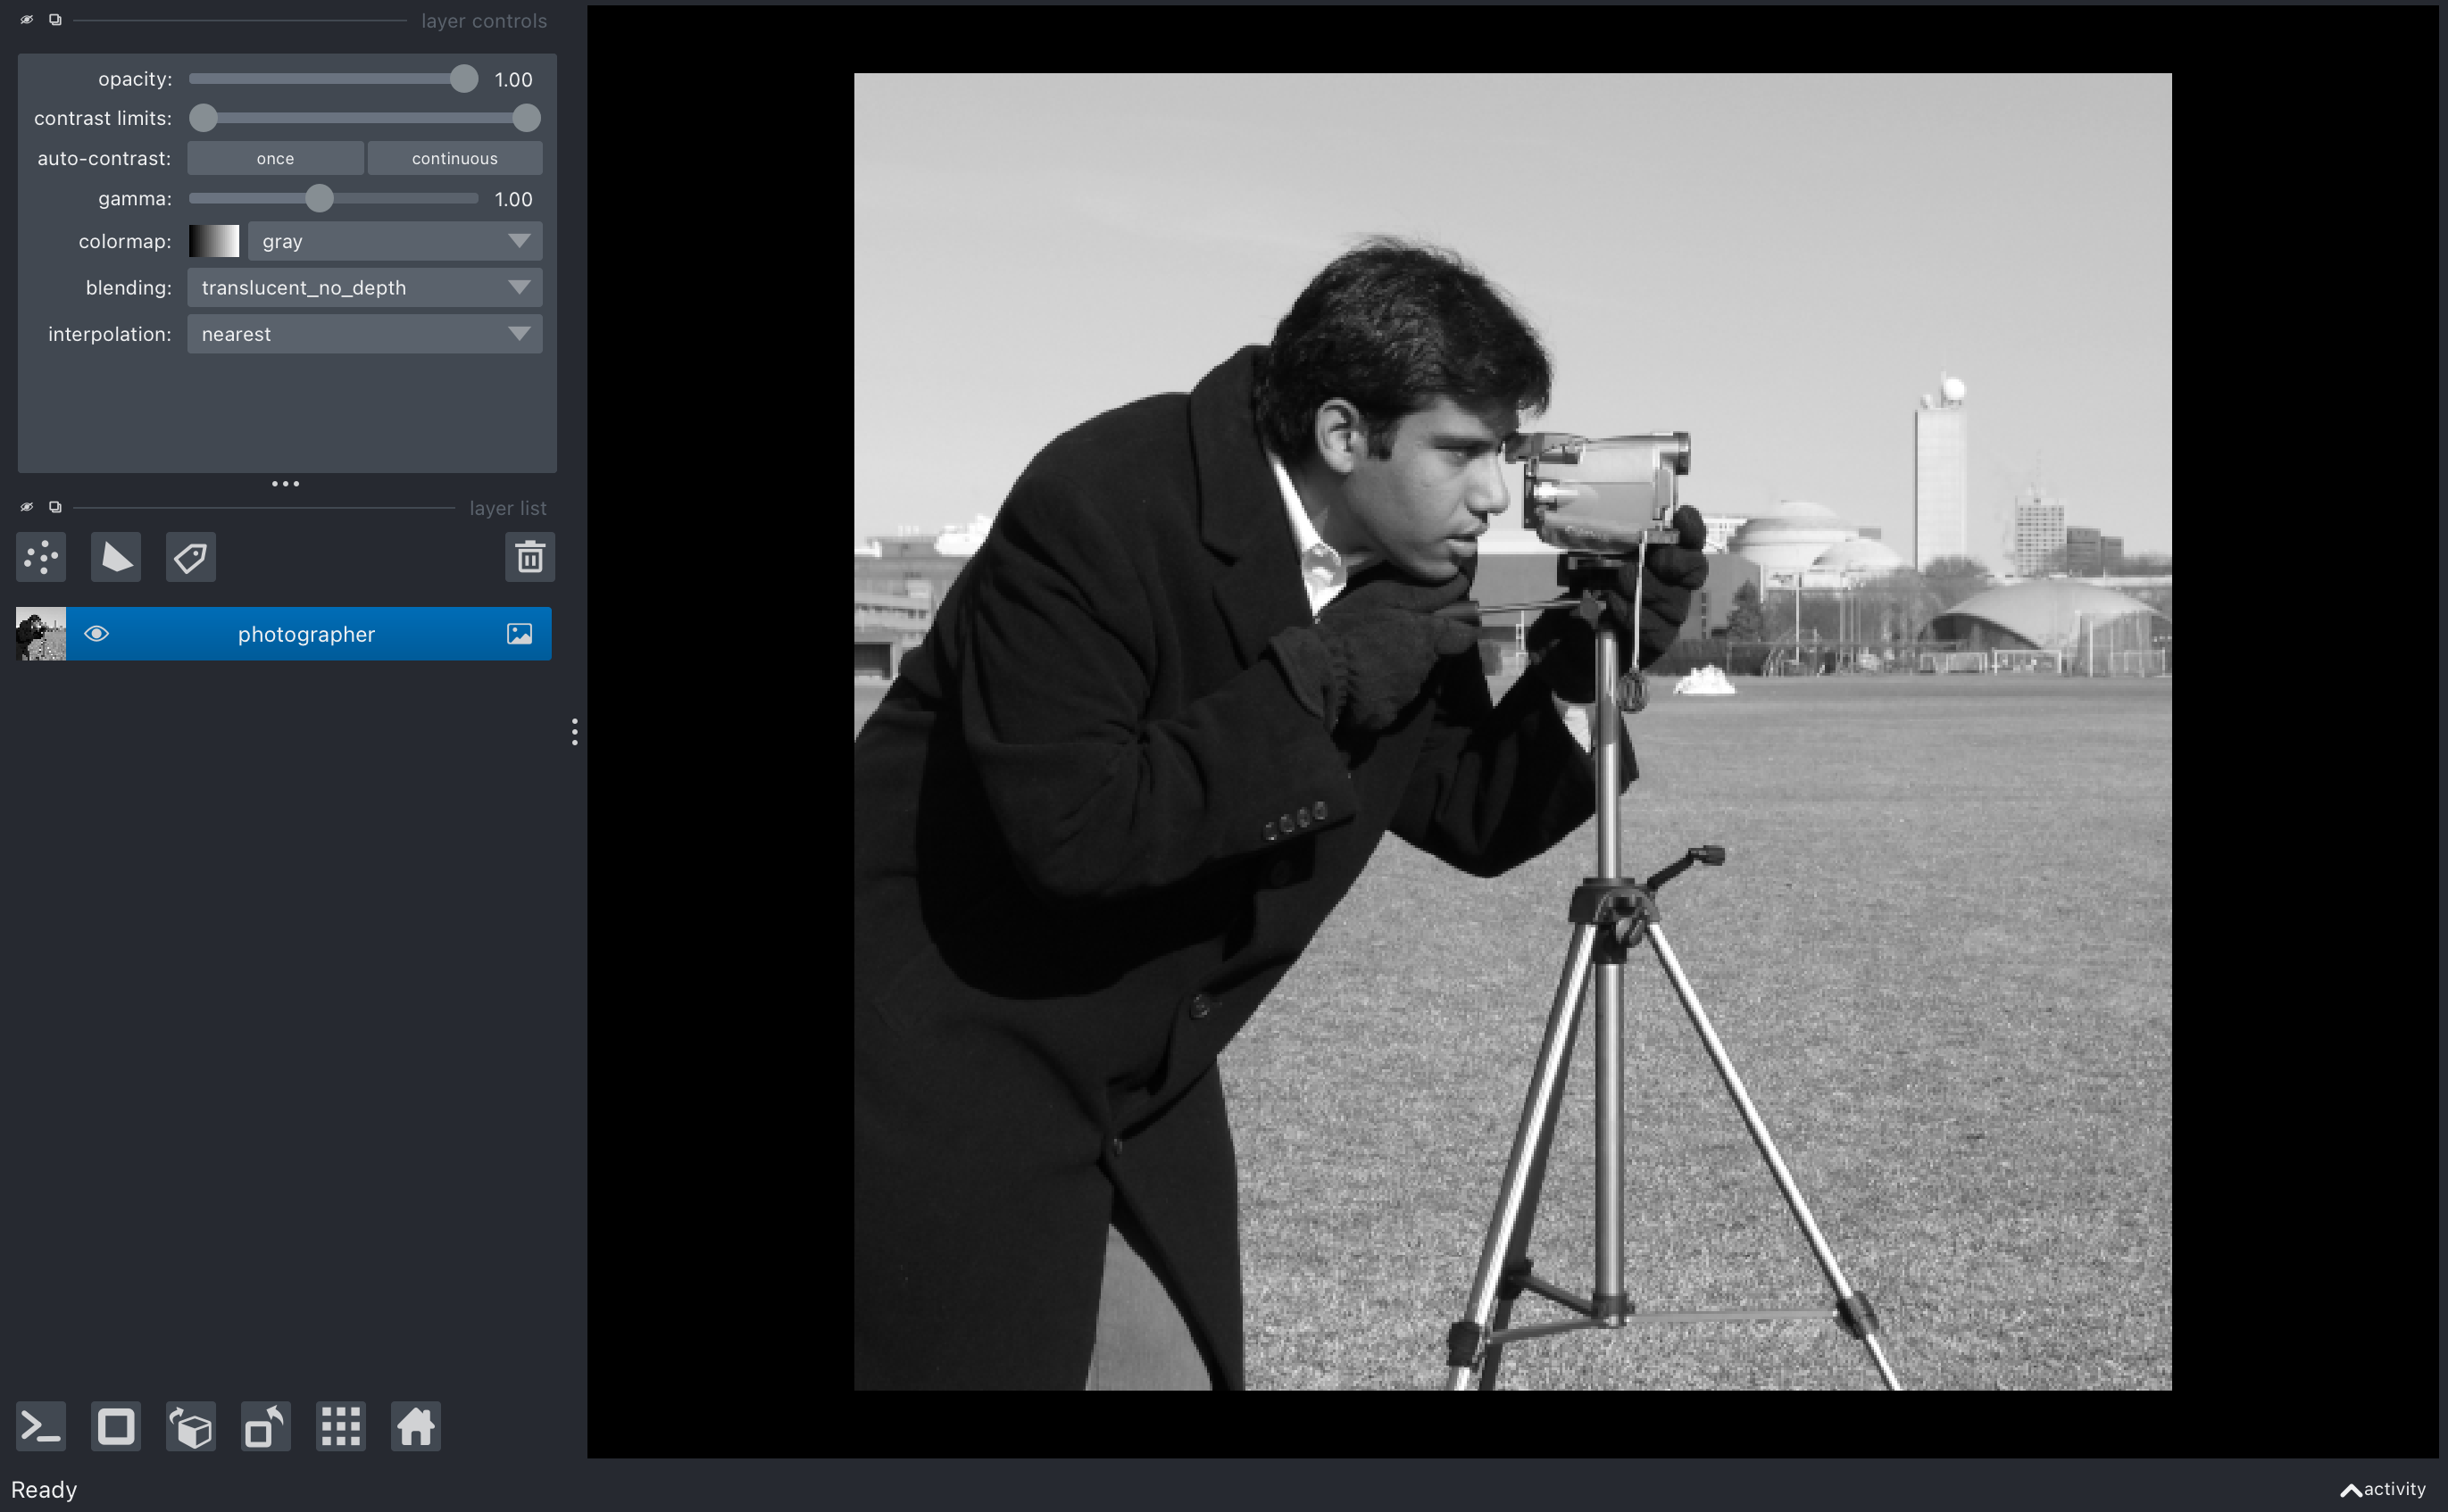 layer controls
opacity: 1.00
contrast limits:
auto-contrast: once continuous
gamma: 1.00
colormap: gray
blending: translucent_no_depth
interpolation: nearest
layer list
photographer
Ready
activity